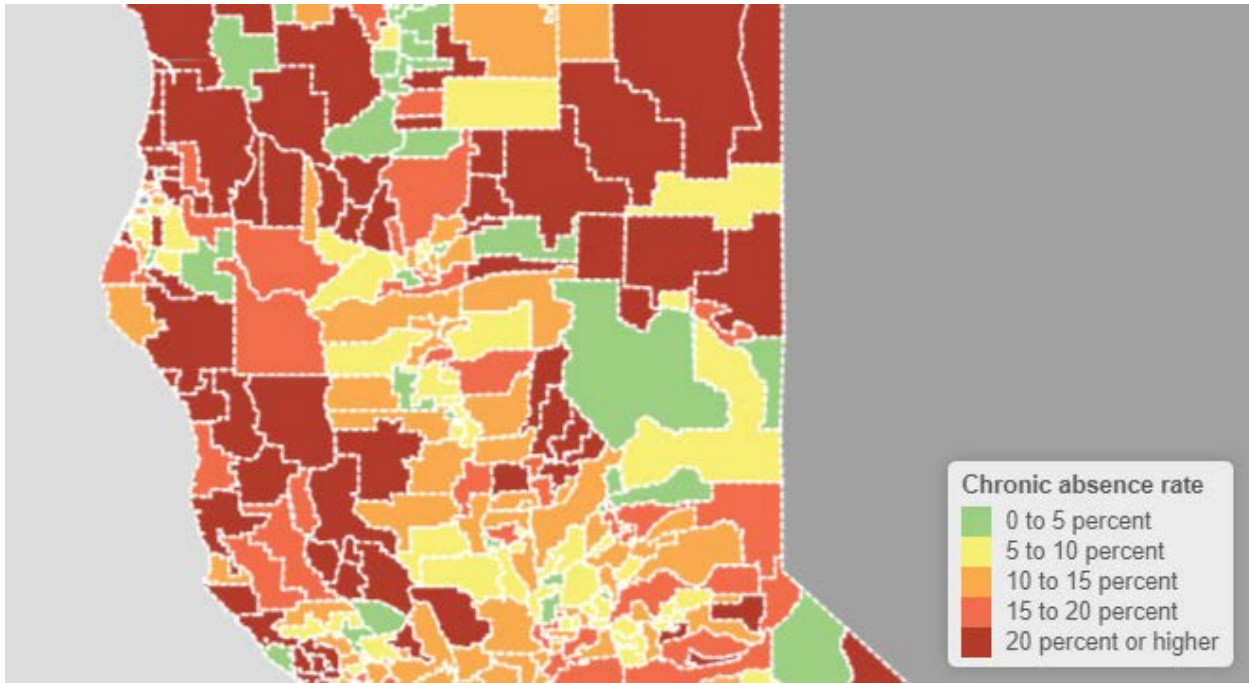 Chronic absence rate
0 to 5 percent
5 to 10 percent
10 to 15 percent
15 to 20 percent
20 percent or higher